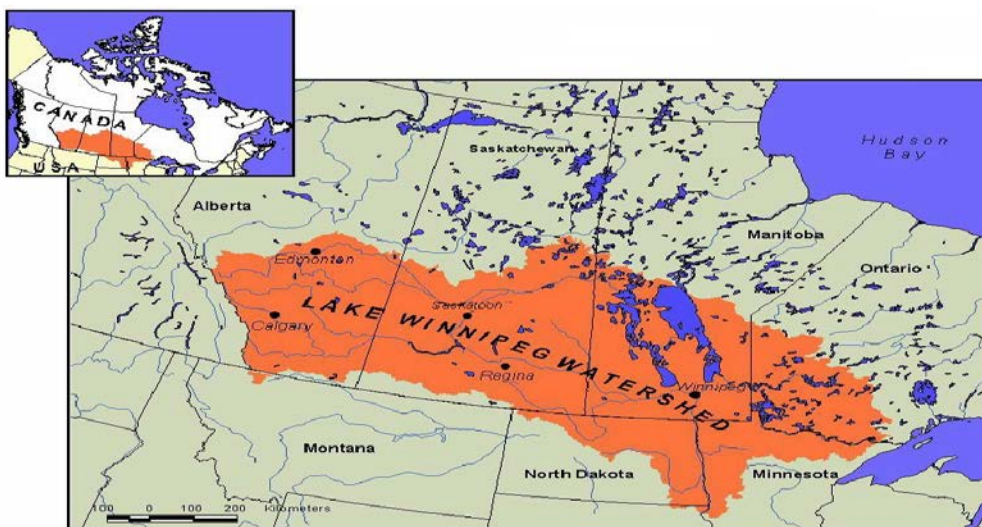 CANADA
USA
Hudson
Bay
Saskatchewan
Alberta
Manitoba
Ontario
Edmonton
LAKE WINNIPEG WATERSHED
Saskatoon
Calgary
Regina
Winnipeg
Montana
North Dakota
Minnesota
100 0 100 200 Kilometers